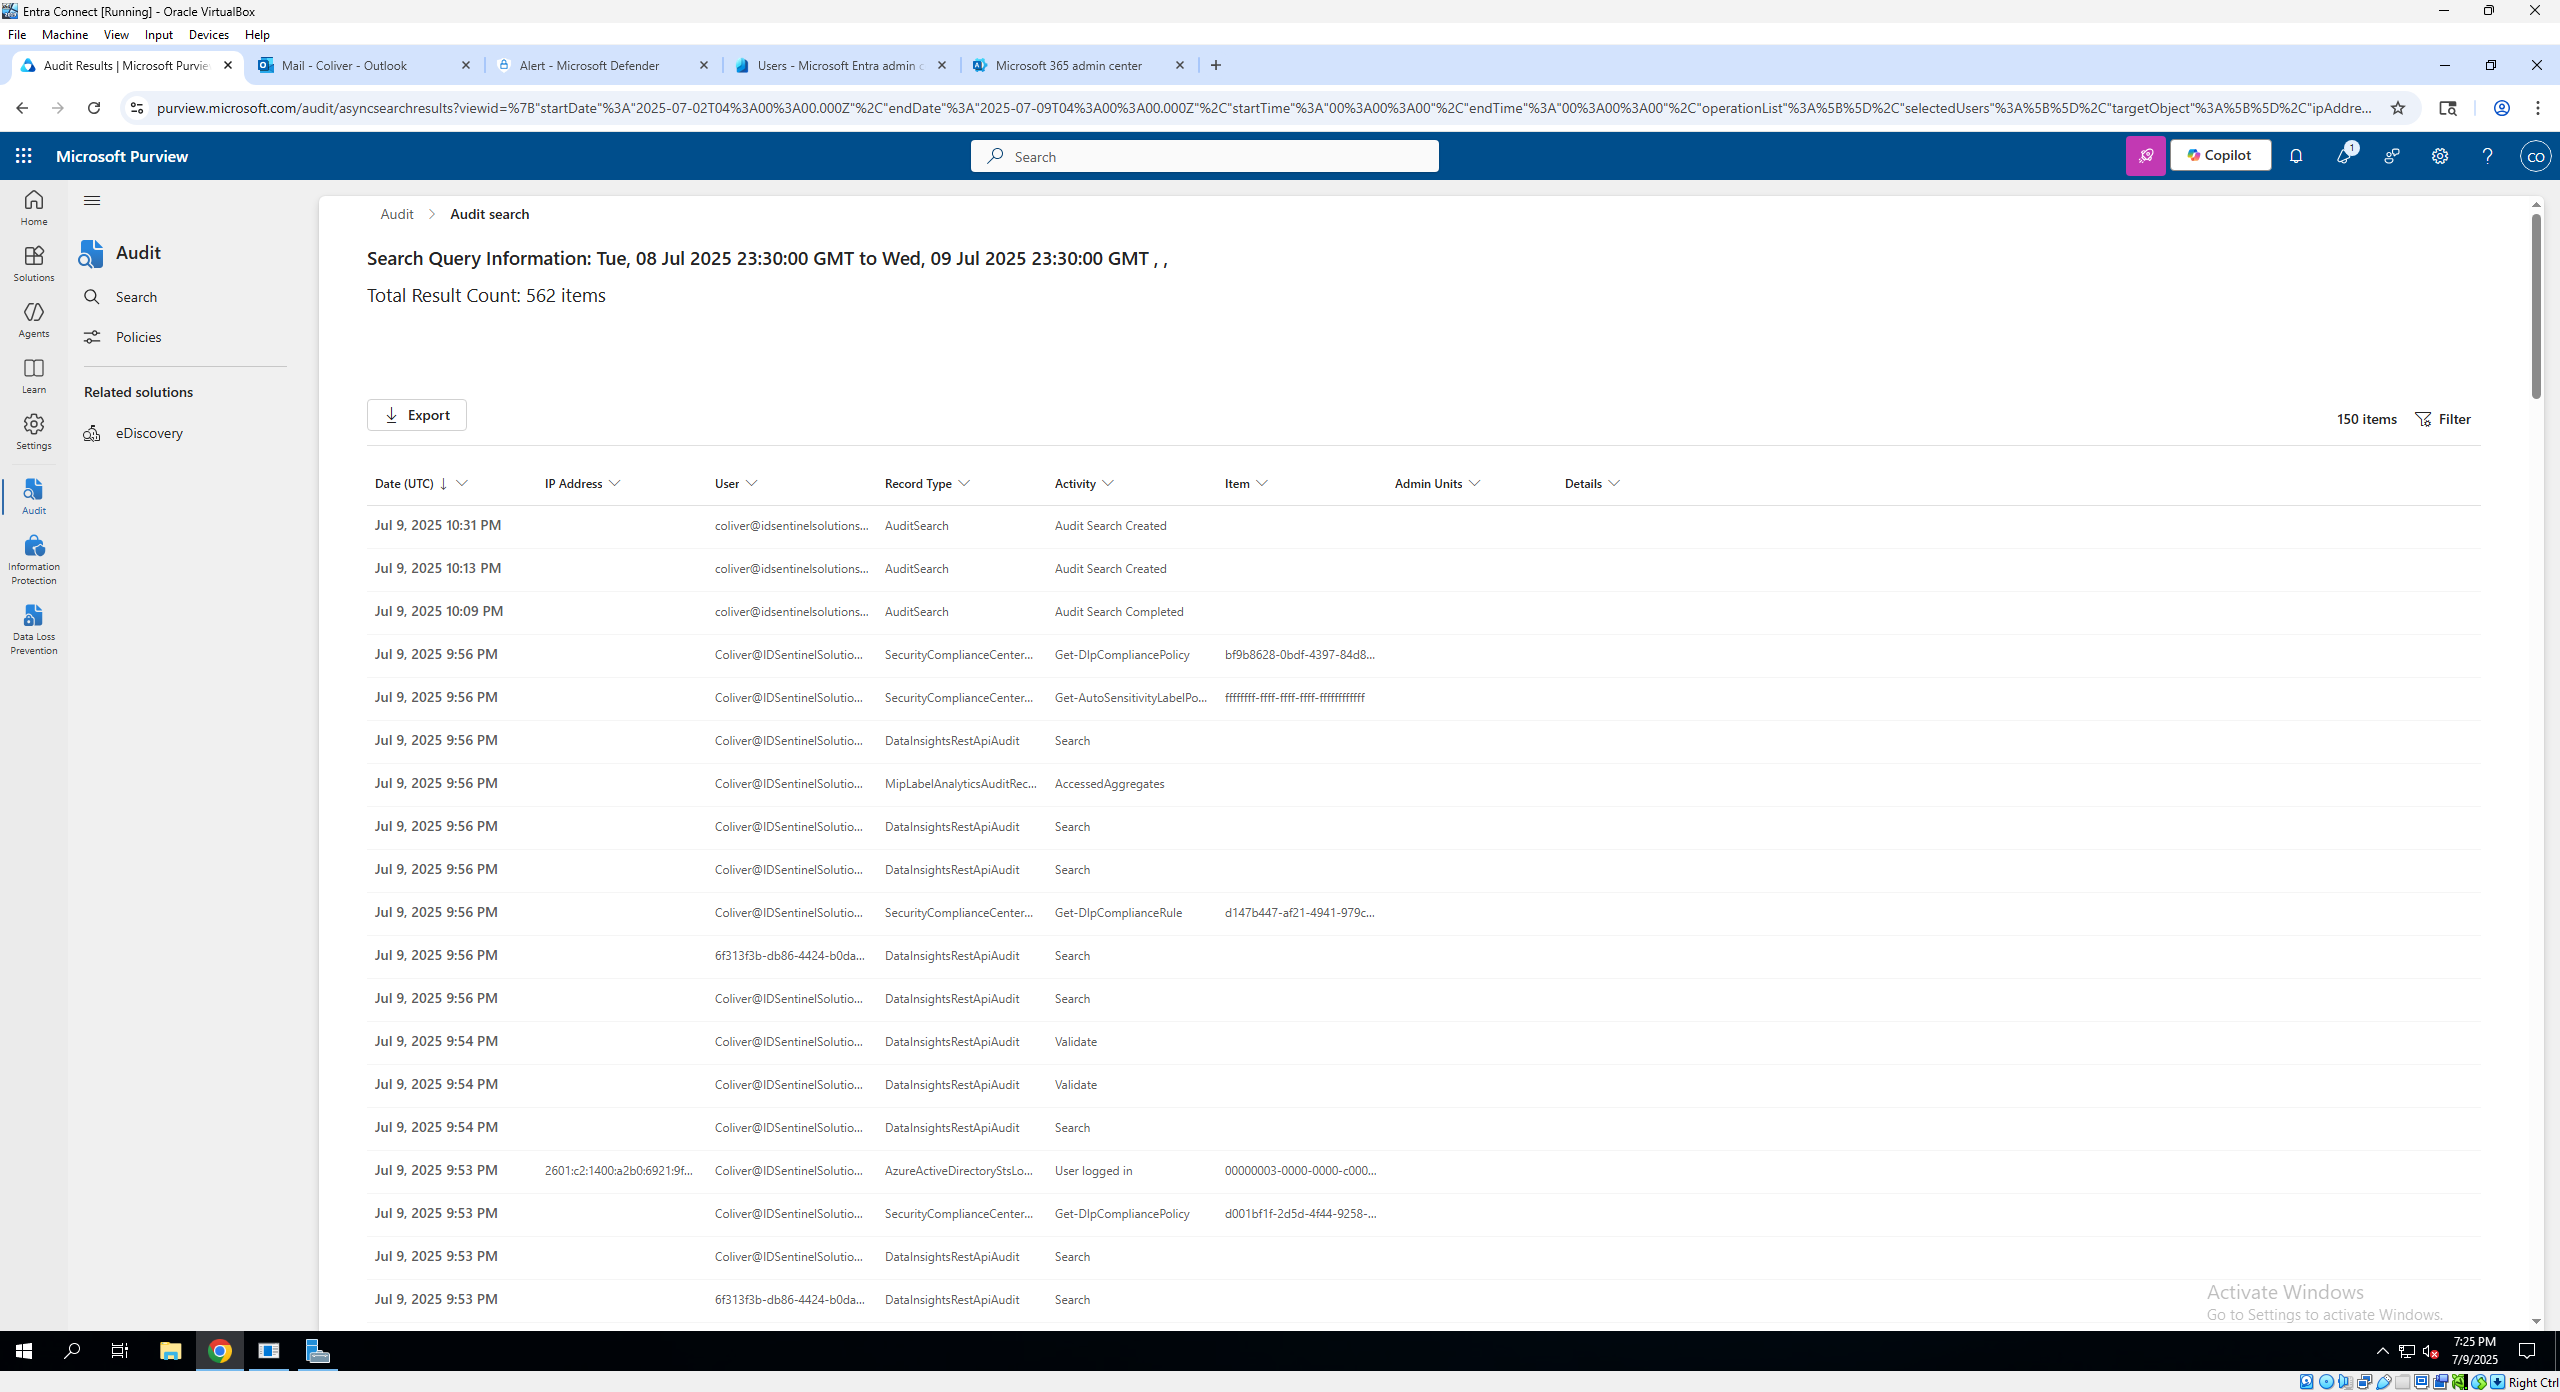 Entra Connect [Running] - Oracle VirtualBox
File Machine View Input Devices Help
Audit Results | Microsoft Purvie
Mail - Coliver - Outlook
Alert - Microsoft Defender
Users - Microsoft Entra admin c
Microsoft 365 admin center
purview.microsoft.com/audit/asyncsearchresults?viewid=%7B"startDate"%3A"2025-07-02T04%3A00%3A00.000Z"%2C"endDate"%3A"2025-07-09T04%3A00%3A00.000Z"%2C"startTime"%3A"00%3A00%3A00"%2C"endTime"%3A"00%3A00%3A00"%2C"operationList"%3A%5B%5D%2C"selectedUsers"%3A%5B%5D%2C"targetObject"%3A%5B%5D%2C"ipAddre...
Microsoft Purview
Search
Copilot
1
CO
Home
Solutions
Agents
Learn
Settings
Audit
Information
Protection
Data Loss
Prevention
Audit
Search
Policies
Related solutions
eDiscovery
Audit > Audit search
Search Query Information: Tue, 08 Jul 2025 23:30:00 GMT to Wed, 09 Jul 2025 23:30:00 GMT , ,
Total Result Count: 562 items
Export
150 items Filter
Date (UTC) ↓ IP Address User Record Type Activity Item Admin Units Details
Jul 9, 2025 10:31 PM coliver@idsentinelsolutions... AuditSearch Audit Search Created
Jul 9, 2025 10:13 PM coliver@idsentinelsolutions... AuditSearch Audit Search Created
Jul 9, 2025 10:09 PM coliver@idsentinelsolutions... AuditSearch Audit Search Completed
Jul 9, 2025 9:56 PM Coliver@IDSentinelSolutio... SecurityComplianceCenter... Get-DlpCompliancePolicy bf9b8628-0bdf-4397-84d8...
Jul 9, 2025 9:56 PM Coliver@IDSentinelSolutio... SecurityComplianceCenter... Get-AutoSensitivityLabelPo... ffffffff-ffff-ffff-ffff-ffffffffffff
Jul 9, 2025 9:56 PM Coliver@IDSentinelSolutio... DataInsightsRestApiAudit Search
Jul 9, 2025 9:56 PM Coliver@IDSentinelSolutio... MipLabelAnalyticsAuditRec... AccessedAggregates
Jul 9, 2025 9:56 PM Coliver@IDSentinelSolutio... DataInsightsRestApiAudit Search
Jul 9, 2025 9:56 PM Coliver@IDSentinelSolutio... DataInsightsRestApiAudit Search
Jul 9, 2025 9:56 PM Coliver@IDSentinelSolutio... SecurityComplianceCenter... Get-DlpComplianceRule d147b447-af21-4941-979c...
Jul 9, 2025 9:56 PM 6f313f3b-db86-4424-b0da... DataInsightsRestApiAudit Search
Jul 9, 2025 9:56 PM Coliver@IDSentinelSolutio... DataInsightsRestApiAudit Search
Jul 9, 2025 9:54 PM Coliver@IDSentinelSolutio... DataInsightsRestApiAudit Validate
Jul 9, 2025 9:54 PM Coliver@IDSentinelSolutio... DataInsightsRestApiAudit Validate
Jul 9, 2025 9:54 PM Coliver@IDSentinelSolutio... DataInsightsRestApiAudit Search
Jul 9, 2025 9:53 PM 2601:c2:1400:a2b0:6921:9f... Coliver@IDSentinelSolutio... AzureActiveDirectoryStsLo... User logged in 00000003-0000-0000-c000...
Jul 9, 2025 9:53 PM Coliver@IDSentinelSolutio... SecurityComplianceCenter... Get-DlpCompliancePolicy d001bf1f-2d5d-4f44-9258-...
Jul 9, 2025 9:53 PM Coliver@IDSentinelSolutio... DataInsightsRestApiAudit Search
Jul 9, 2025 9:53 PM 6f313f3b-db86-4424-b0da... DataInsightsRestApiAudit Search
Activate Windows
Go to Settings to activate Windows.
7:25 PM
7/9/2025
Right Ctrl